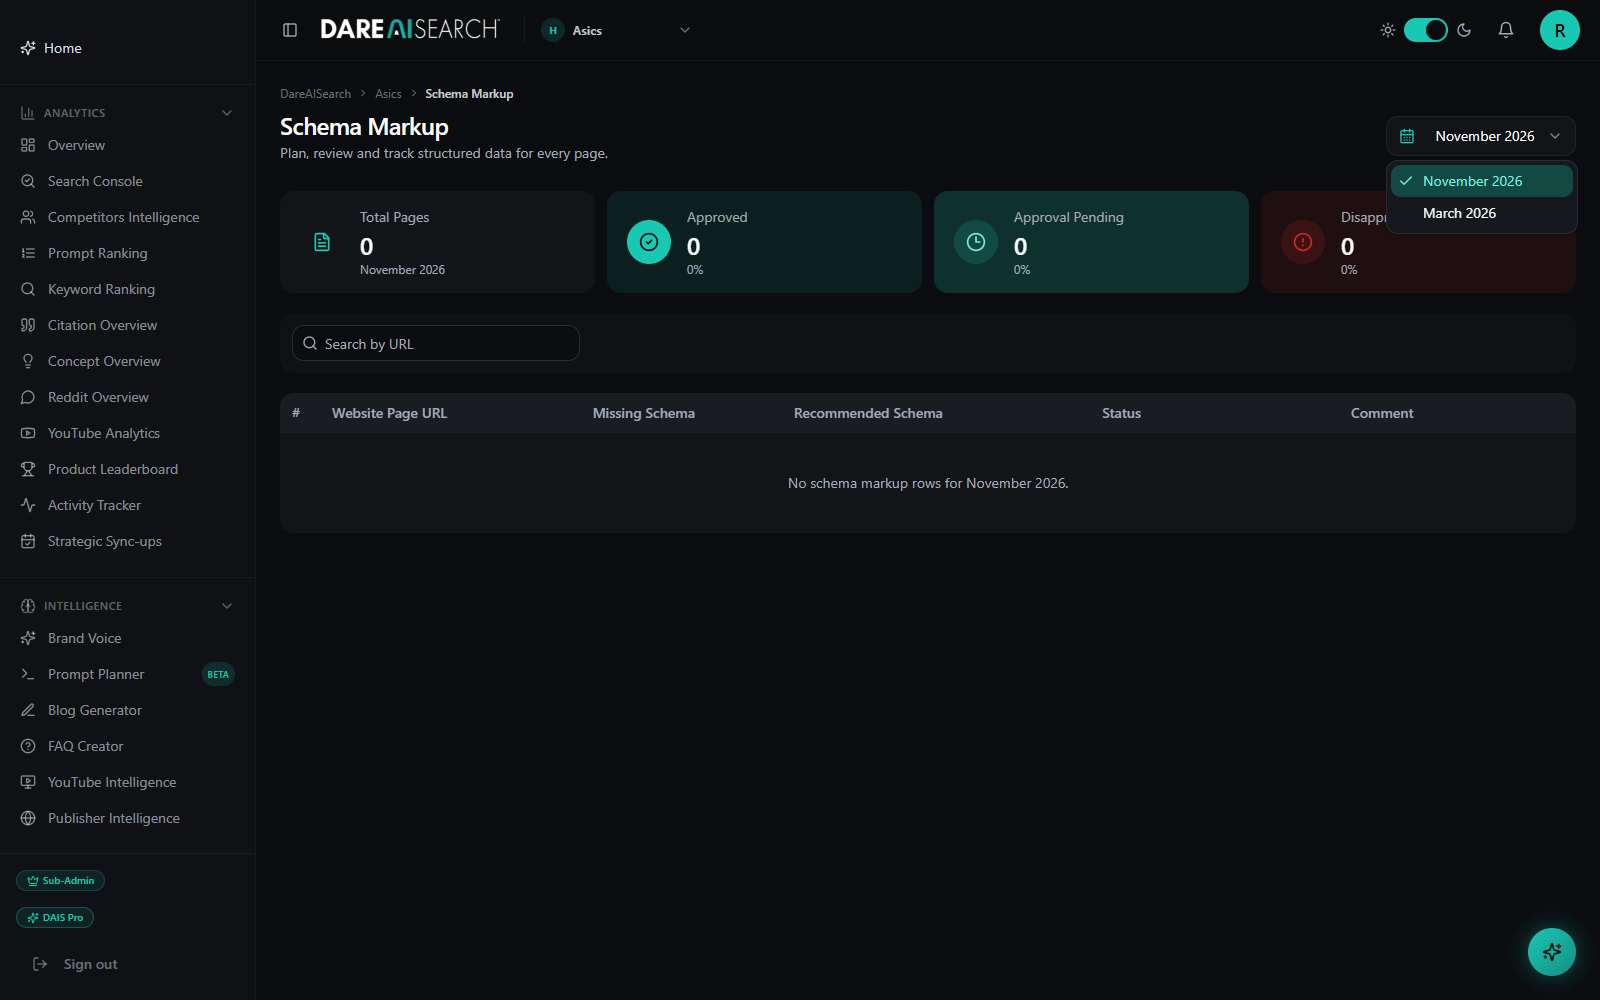 Home
ANALYTICS
Overview
Search Console
Competitors Intelligence
Prompt Ranking
Keyword Ranking
Citation Overview
Concept Overview
Reddit Overview
YouTube Analytics
Product Leaderboard
Activity Tracker
Strategic Sync-ups
INTELLIGENCE
Brand Voice
Prompt Planner BETA
Blog Generator
FAQ Creator
YouTube Intelligence
Publisher Intelligence
Sub-Admin
DAIS Pro
Sign out
DARE AISEARCH
H Asics
R
DareAISearch > Asics > Schema Markup
Schema Markup
Plan, review and track structured data for every page.
November 2026
November 2026
March 2026
Total Pages
0
November 2026
Approved
0
0%
Approval Pending
0
0%
Disappr
0
0%
Search by URL
# Website Page URL Missing Schema Recommended Schema Status Comment
No schema markup rows for November 2026.